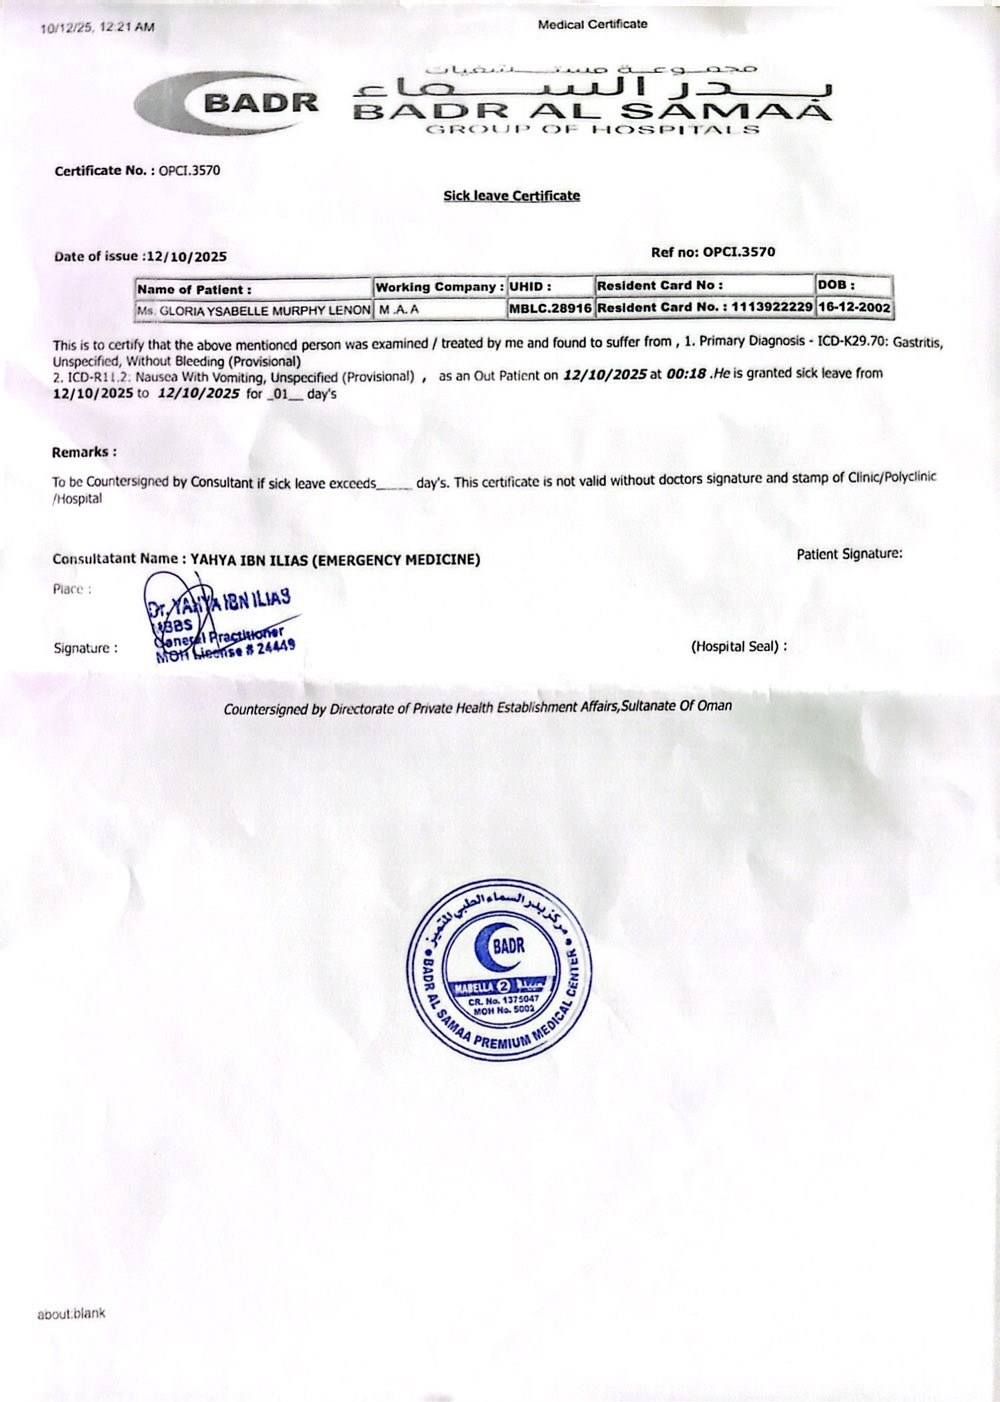 10/12/25, 12:21 AM
Medical Certificate
مجموعة مستشفيات
BADR
بدر السماء
BADR AL SAMAA
GROUP OF HOSPITALS
Certificate No. : OPCI.3570
Sick leave Certificate
Date of issue :12/10/2025
Ref no: OPCI.3570
Name of Patient : Working Company : UHID : Resident Card No : DOB :
Ms. GLORIA YSABELLE MURPHY LENON M .A. A MBLC.28916 Resident Card No. : 1113922229 16-12-2002
This is to certify that the above mentioned person was examined / treated by me and found to suffer from , 1. Primary Diagnosis - ICD-K29.70: Gastritis,
Unspecified, Without Bleeding (Provisional)
2. ICD-R11.2: Nausea With Vomiting, Unspecified (Provisional) , as an Out Patient on 12/10/2025 at 00:18 .He is granted sick leave from
12/10/2025 to 12/10/2025 for _01__ day's
Remarks :
To be Countersigned by Consultant if sick leave exceeds_____ day's. This certificate is not valid without doctors signature and stamp of Clinic/Polyclinic
/Hospital
Consultatant Name : YAHYA IBN ILIAS (EMERGENCY MEDICINE)
Patient Signature:
Place :
Dr. YAHYA IBN ILIAS
MBBS
General Practitioner
MOH License # 24449
Signature :
(Hospital Seal) :
Countersigned by Directorate of Private Health Establishment Affairs,Sultanate Of Oman
مركز بدر السماء الطبي المتميز
BADR
MABELLA 2 معبيلة
CR. No. 1375047
MOH No. 5002
BADR AL SAMAA PREMIUM MEDICAL CENTER
about:blank